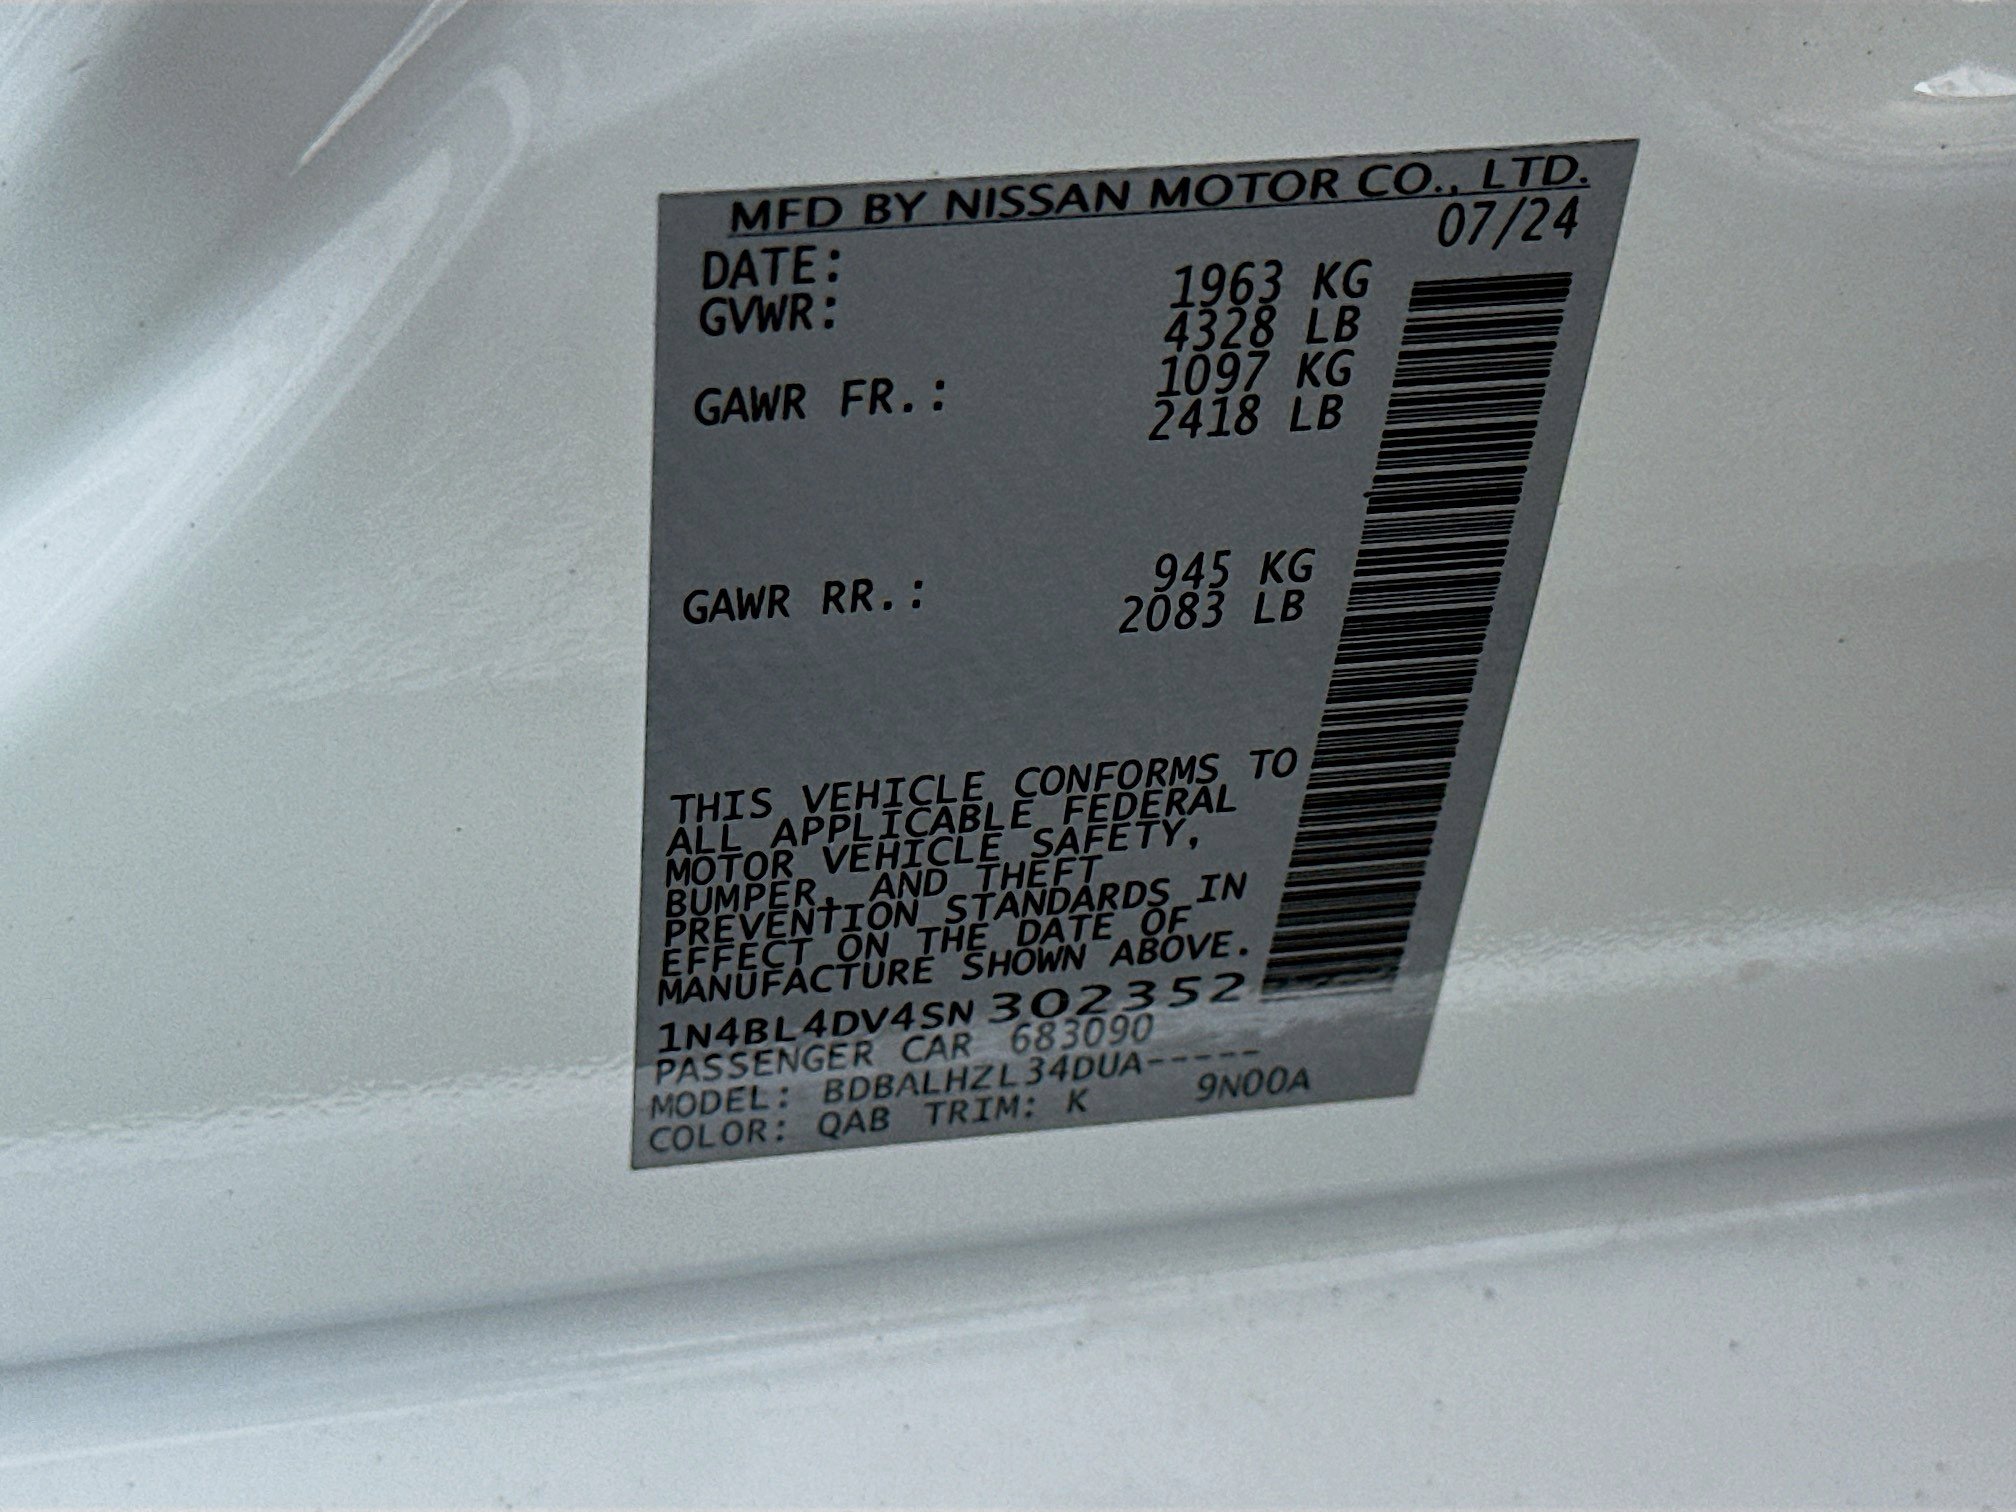 MFD BY NISSAN MOTOR CO., LTD.
DATE: 07/24
GVWR: 1963 KG
4328 LB
GAWR FR.: 1097 KG
2418 LB
GAWR RR.: 945 KG
2083 LB
THIS VEHICLE CONFORMS TO
ALL APPLICABLE FEDERAL
MOTOR VEHICLE SAFETY,
BUMPER, AND THEFT
PREVENTION STANDARDS IN
EFFECT ON THE DATE OF
MANUFACTURE SHOWN ABOVE.
1N4BL4DV4SN302352
PASSENGER CAR 683090
MODEL: BDBALHZL34DUA-----
COLOR: QAB TRIM: K 9N00A